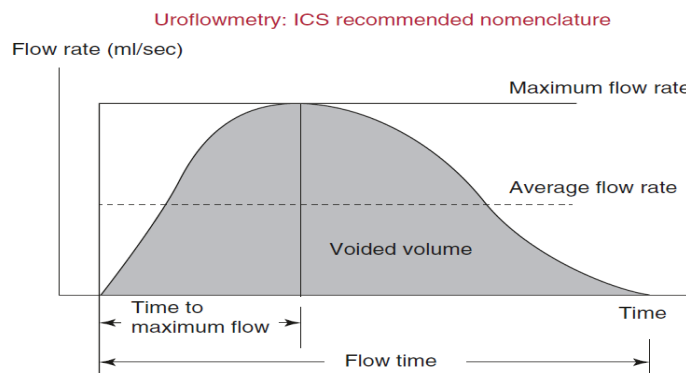 Uroflowmetry: ICS recommended nomenclature
Flow rate (ml/sec)
Maximum flow rate
Average flow rate
Voided volume
Time to
maximum flow
Time
Flow time